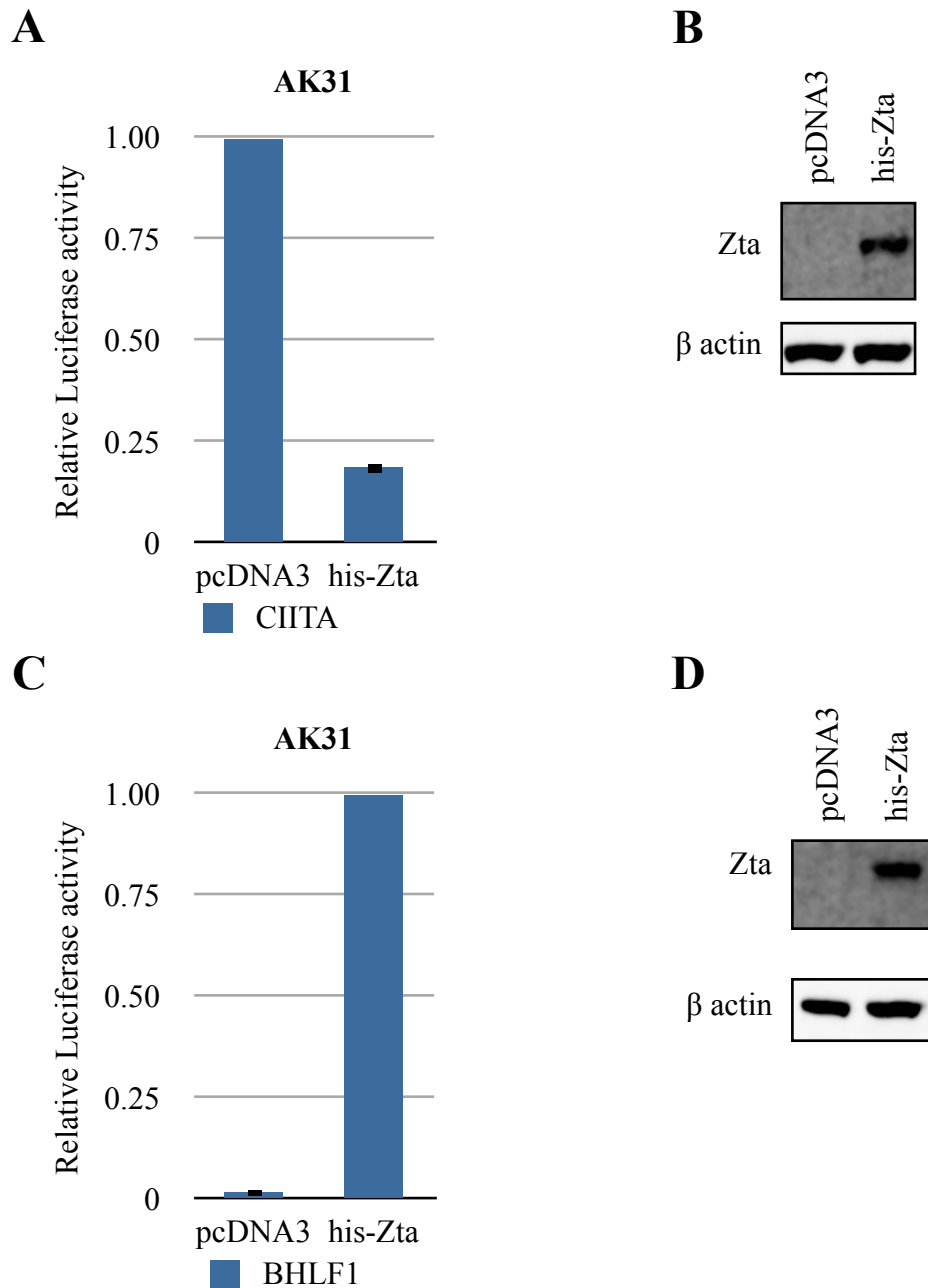 A
AK31
Relative Luciferase activity
1.00
0.75
0.50
0.25
0
pcDNA3 his-Zta
CIITA
B
pcDNA3
his-Zta
Zta
β actin
C
AK31
Relative Luciferase activity
1.00
0.75
0.50
0.25
0
pcDNA3 his-Zta
BHLF1
D
pcDNA3
his-Zta
Zta
β actin